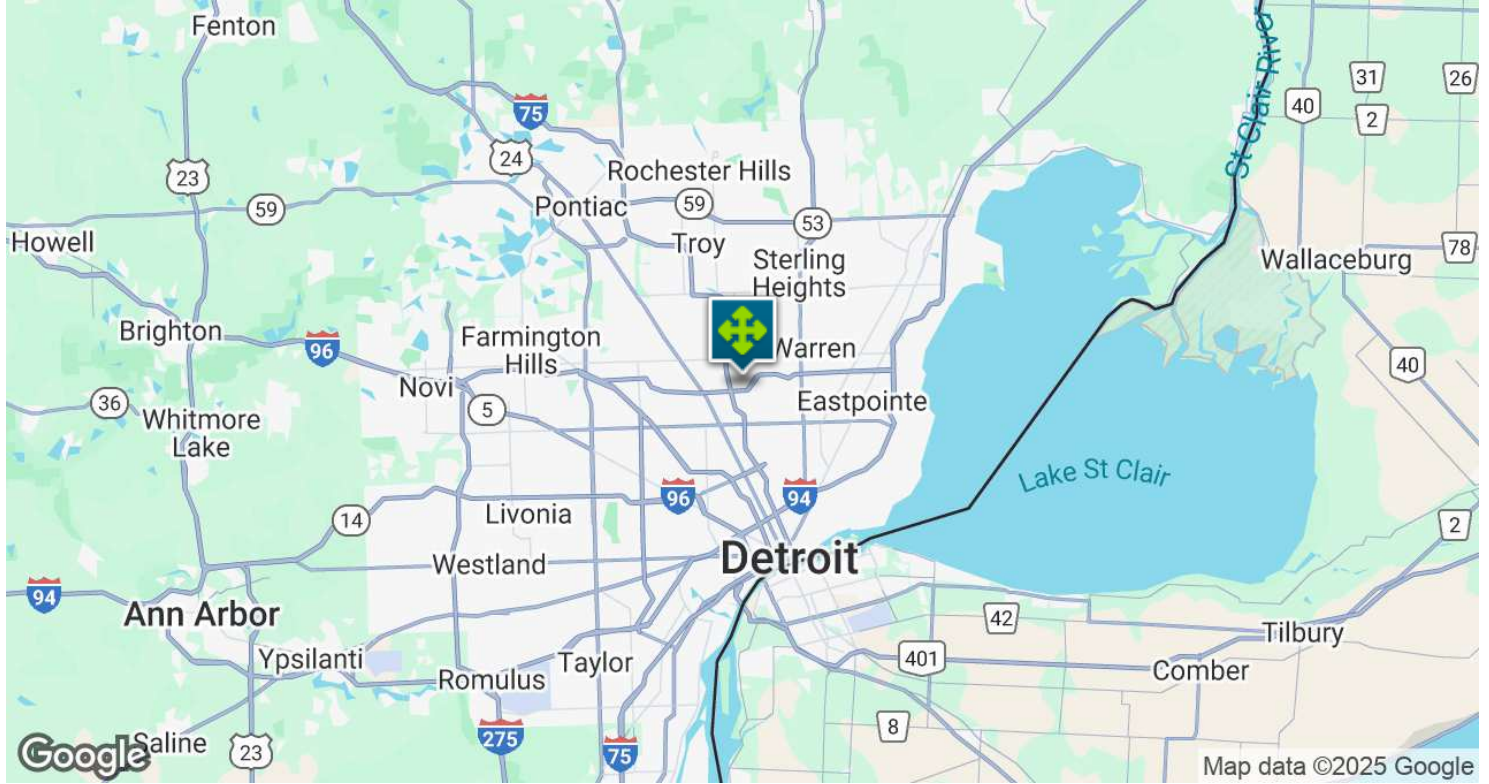 Fenton
St Clair River
31
26
40
2
75
24
23
Rochester Hills
59
Pontiac
59
53
Howell
Troy
Sterling
Heights
78
Wallaceburg
Brighton
96
Farmington
Hills
Warren
40
Novi
36
5
Eastpointe
Whitmore
Lake
Lake St Clair
96
94
14
Livonia
2
Detroit
Westland
94
Ann Arbor
42
Tilbury
Ypsilanti
Taylor
401
Comber
Romulus
8
Saline
23
275
75
Google
Map data ©2025 Google